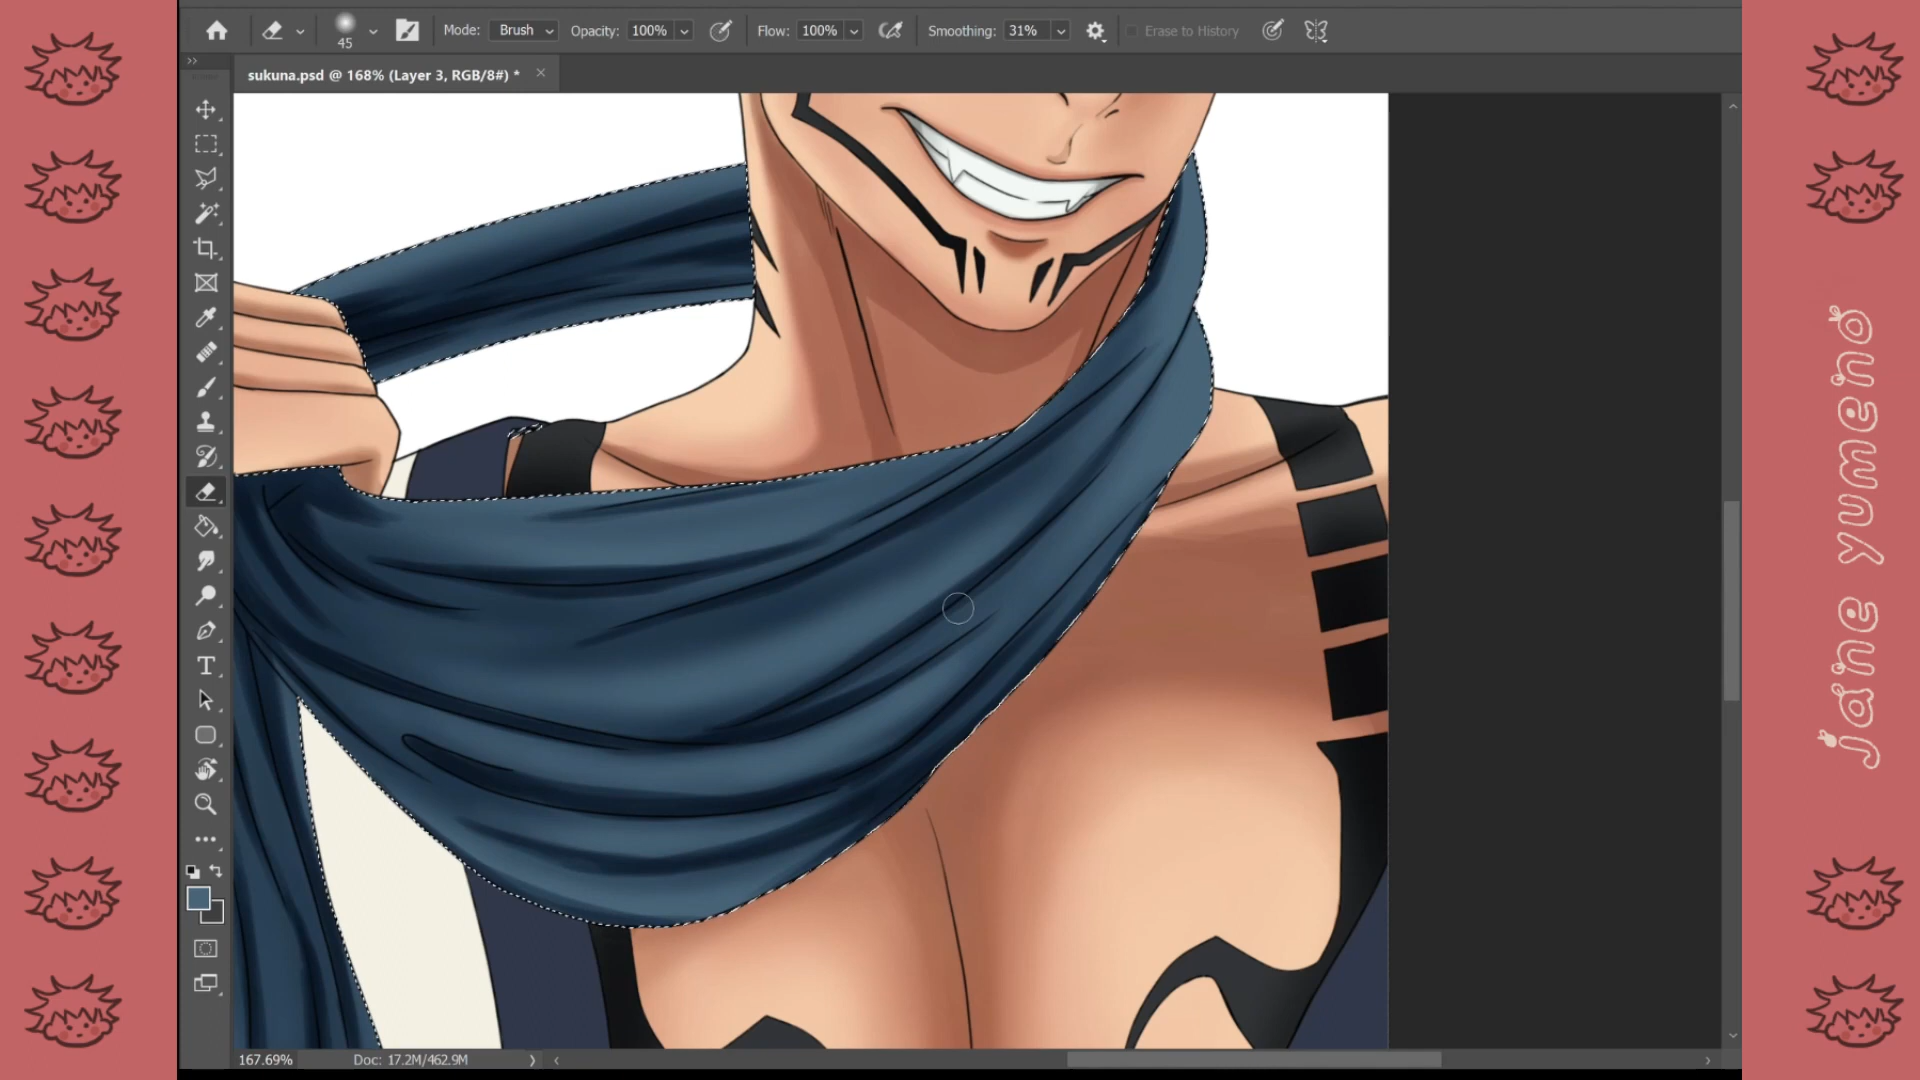 45
Mode: Brush Opacity: 100% Flow: 100% Smoothing: 31% Erase to History
sukuna.psd @ 168% (Layer 3, RGB/8#) *
jaine yumeno
167.69% Doc: 17.2M/462.9M